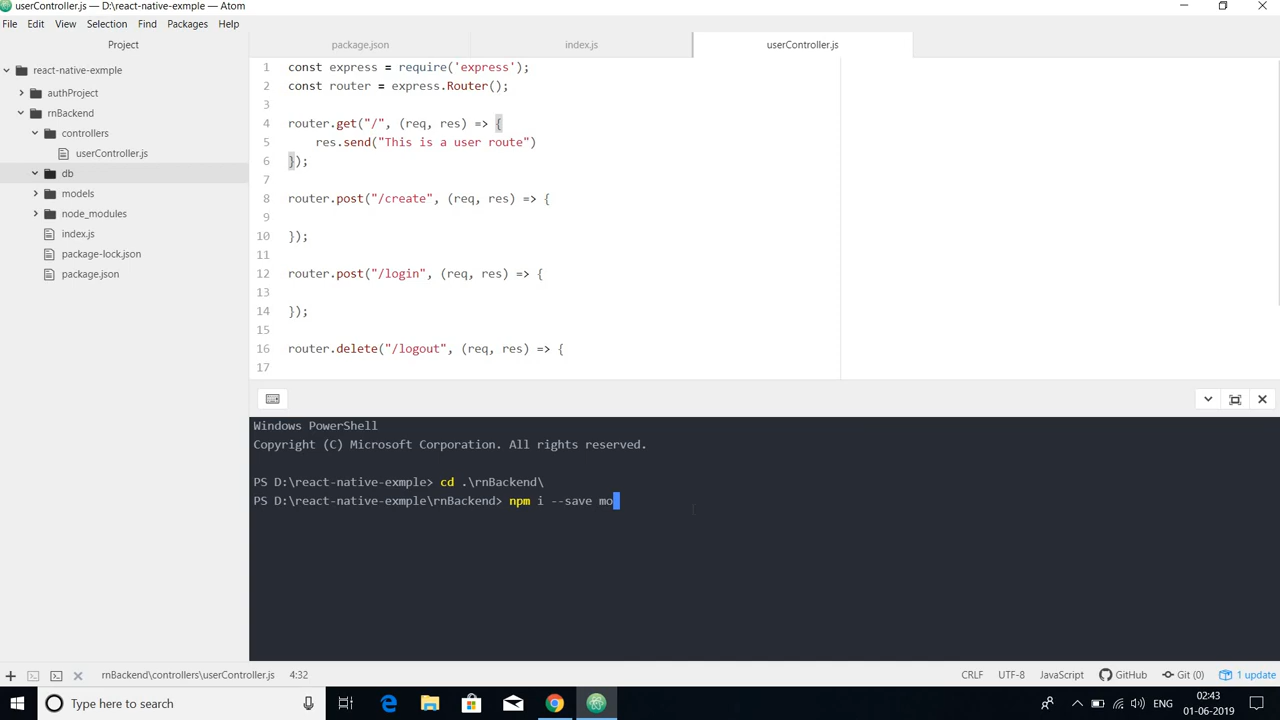 userController.js — D:\react-native-exmple — Atom
File Edit View Selection Find Packages Help
Project
react-native-exmple
authProject
rnBackend
controllers
userController.js
db
models
node_modules
index.js
package-lock.json
package.json
package.json index.js userController.js
1 const express = require('express');
2 const router = express.Router();
3
4 router.get("/", (req, res) => {
5 res.send("This is a user route")
6 });
7
8 router.post("/create", (req, res) => {
9
10 });
11
12 router.post("/login", (req, res) => {
13
14 });
15
16 router.delete("/logout", (req, res) => {
17
Windows PowerShell
Copyright (C) Microsoft Corporation. All rights reserved.
PS D:\react-native-exmple> cd .\rnBackend\
PS D:\react-native-exmple\rnBackend> npm i --save mo
rnBackend\controllers\userController.js 4:32 CRLF UTF-8 JavaScript GitHub Git (0) 1 update
Type here to search
ENG
02:43
01-06-2019